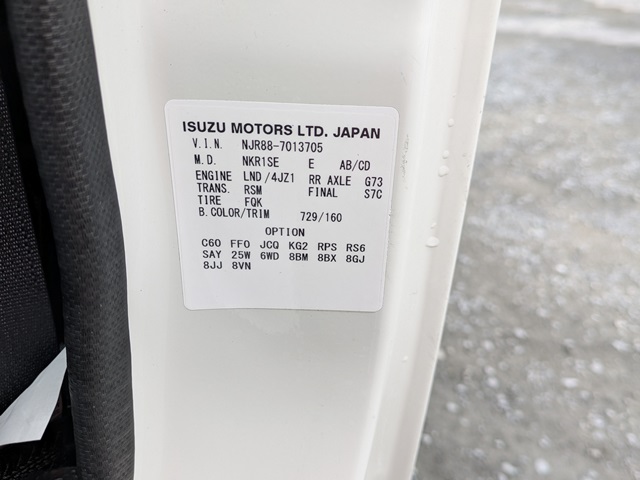 ISUZU MOTORS LTD. JAPAN
V.I.N. NJR88-7013705
M.D. NKR1SE E AB/CD
ENGINE LND/4JZ1 RR AXLE G73
TRANS. RSM FINAL S7C
TIRE FQK
B.COLOR/TRIM 729/160
OPTION
C60 FF0 JCQ KG2 RPS RS6
SAY 25W 6WD 8BM 8BX 8GJ
8JJ 8VN